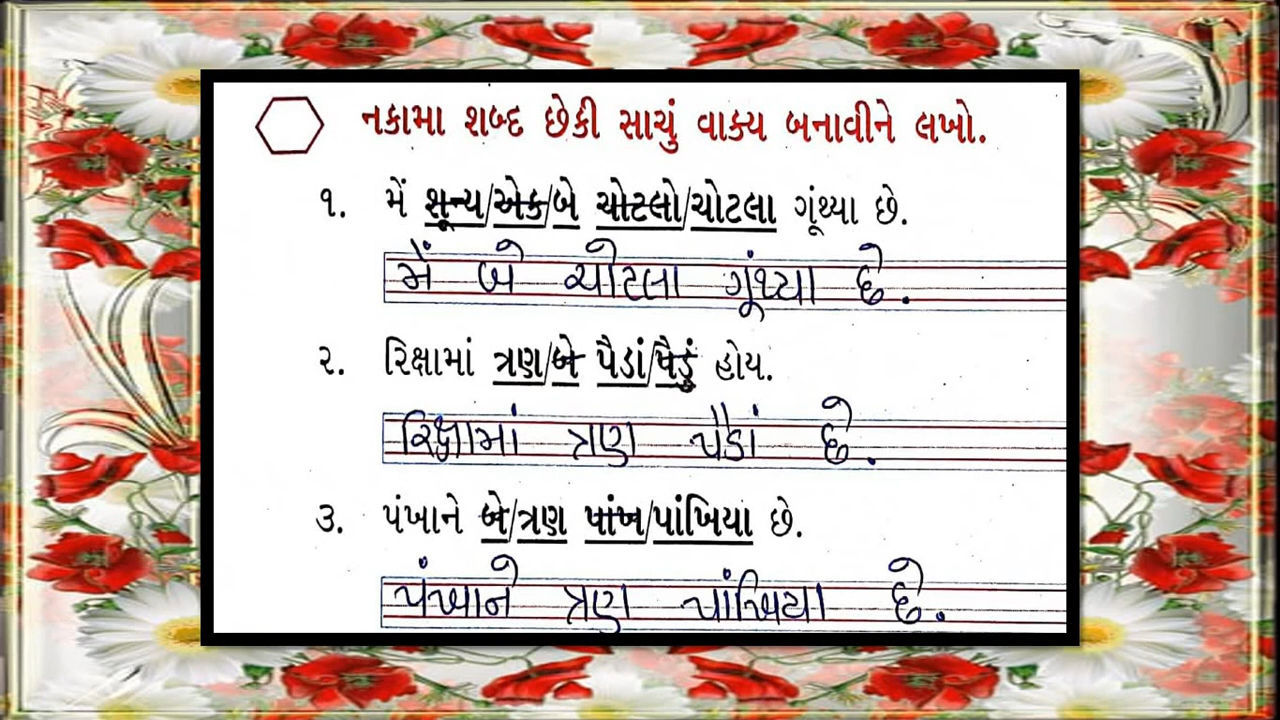 નકામા શબ્દ છેકી સાચું વાક્ય બનાવીને લખો.
૧. મેં શૂન્ય/એક/બે ચોટલો/ચોટલા ગૂંથ્યા છે.
મેં બે ચોટલા ગૂંથ્યા છે.
૨. રિક્ષામાં ત્રણ/બે પૈડાં/પૈડું હોય.
રિક્ષામાં ત્રણ પૈડાં છે.
૩. પંખાને બે/ત્રણ પાંખ/પાંખિયા છે.
પંખાને ત્રણ પાંખિયા છે.